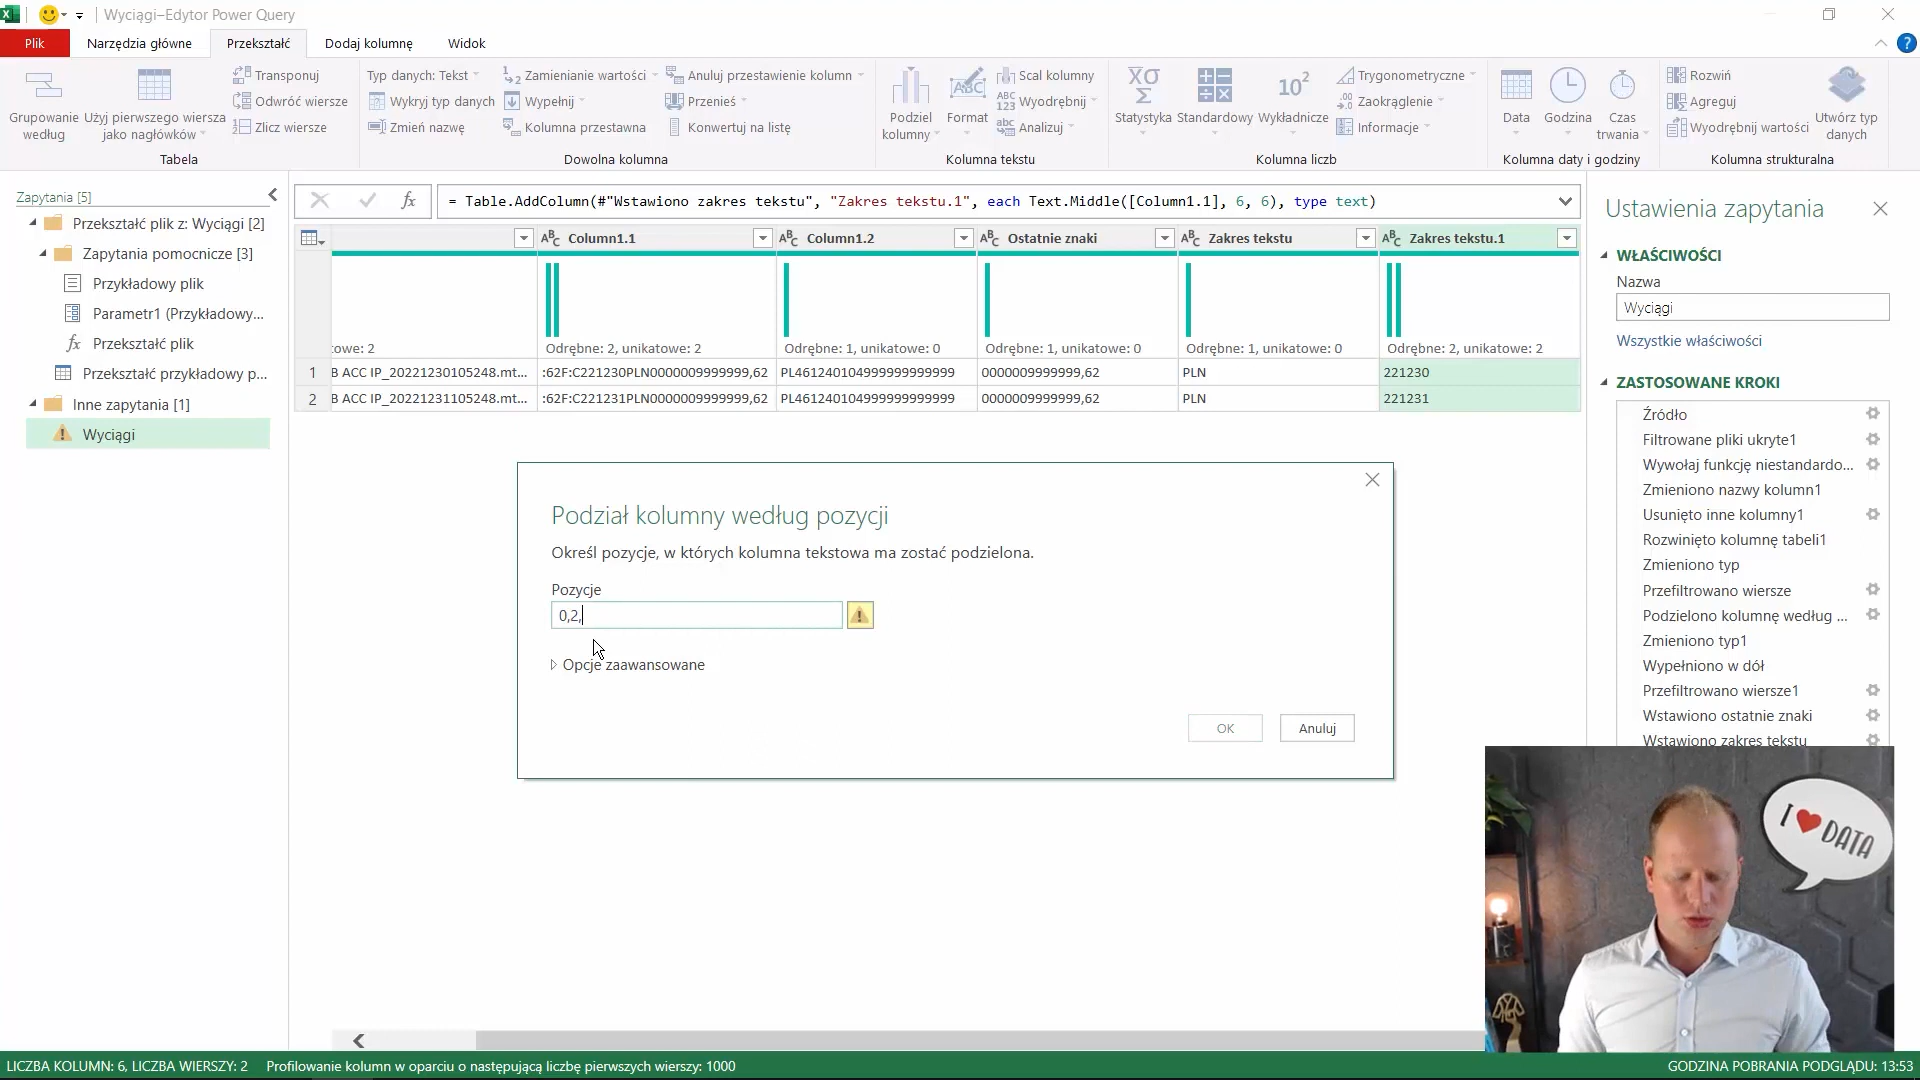 Wyciągi–Edytor Power Query
Plik
Narzędzia główne
Przekształć
Dodaj kolumnę
Widok
?
Grupowanie
według
Użyj pierwszego wiersza
jako nagłówków
Transponuj
Odwróć wiersze
Zlicz wiersze
Tabela
Typ danych: Tekst
Wykryj typ danych
Zmień nazwę
Zamienianie wartości
Wypełnij
Kolumna przestawna
Anuluj przestawienie kolumn
Przenieś
Konwertuj na listę
Dowolna kolumna
Podziel
kolumny
Format
Scal kolumny
Wyodrębnij
Analizuj
Kolumna tekstu
Statystyka
Standardowy
Wykładnicze
Trygonometryczne
Zaokrąglenie
Informacje
Kolumna liczb
Data
Godzina
Czas
trwania
Kolumna daty i godziny
Rozwiń
Agreguj
Wyodrębnij wartości
Utwórz typ
danych
Kolumna strukturalna
Zapytania [5]
Przekształć plik z: Wyciągi [2]
Zapytania pomocnicze [3]
Przykładowy plik
Parametr1 (Przykładowy...
fx Przekształć plik
Przekształć przykładowy p...
Inne zapytania [1]
Wyciągi
fx
= Table.AddColumn(#"Wstawiono zakres tekstu", "Zakres tekstu.1", each Text.Middle([Column1.1], 6, 6), type text)
ABC Column1.1
ABC Column1.2
ABC Ostatnie znaki
ABC Zakres tekstu
ABC Zakres tekstu.1
:owe: 2
Odrębne: 2, unikatowe: 2
Odrębne: 1, unikatowe: 0
Odrębne: 1, unikatowe: 0
Odrębne: 1, unikatowe: 0
Odrębne: 2, unikatowe: 2
1 B ACC IP_20221230105248.mt... :62F:C221230PLN0000009999999,62 PL461240104999999999999 0000009999999,62 PLN 221230
2 B ACC IP_20221231105248.mt... :62F:C221231PLN0000009999999,62 PL461240104999999999999 0000009999999,62 PLN 221231
Podział kolumny według pozycji
Określ pozycje, w których kolumna tekstowa ma zostać podzielona.
Pozycje
0,2,
Opcje zaawansowane
OK
Anuluj
Ustawienia zapytania
WŁAŚCIWOŚCI
Nazwa
Wyciągi
Wszystkie właściwości
ZASTOSOWANE KROKI
Źródło
Filtrowane pliki ukryte1
Wywołaj funkcję niestandardo...
Zmieniono nazwy kolumn1
Usunięto inne kolumny1
Rozwinięto kolumnę tabeli1
Zmieniono typ
Przefiltrowano wiersze
Podzielono kolumnę według ...
Zmieniono typ1
Wypełniono w dół
Przefiltrowano wiersze1
Wstawiono ostatnie znaki
Wstawiono zakres tekstu
I ❤ DATA
LICZBA KOLUMN: 6, LICZBA WIERSZY: 2
Profilowanie kolumn w oparciu o następującą liczbę pierwszych wierszy: 1000
GODZINA POBRANIA PODGLĄDU: 13:53